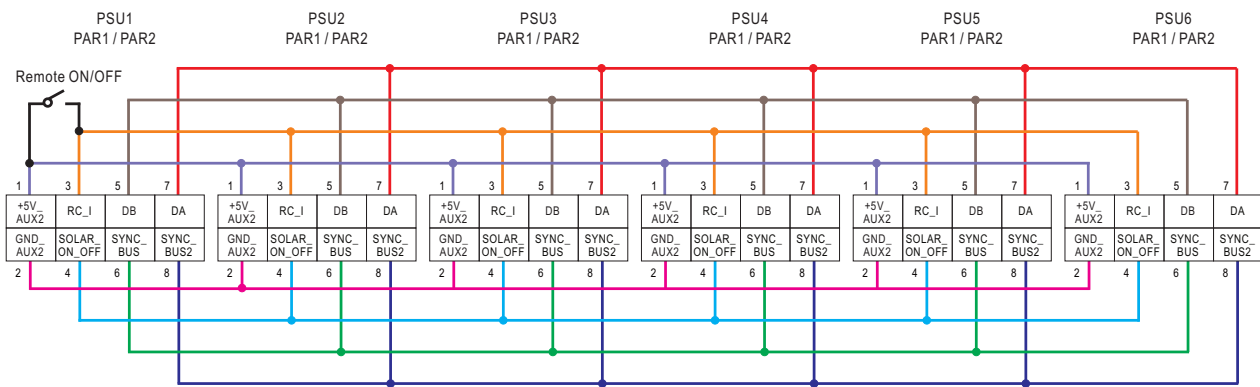 PSU1 PSU2 PSU3 PSU4 PSU5 PSU6
PAR1 / PAR2 PAR1 / PAR2 PAR1 / PAR2 PAR1 / PAR2 PAR1 / PAR2 PAR1 / PAR2
Remote ON/OFF
1 3 5 7 1 3 5 7 1 3 5 7 1 3 5 7 1 3 5 7 1 3 5 7
+5V_ RC_I DB DA +5V_ RC_I DB DA +5V_ RC_I DB DA +5V_ RC_I DB DA +5V_ RC_I DB DA +5V_ RC_I DB DA
AUX2 AUX2 AUX2 AUX2 AUX2 AUX2
GND_ SOLAR_ SYNC_ SYNC_ GND_ SOLAR_ SYNC_ SYNC_ GND_ SOLAR_ SYNC_ SYNC_ GND_ SOLAR_ SYNC_ SYNC_ GND_ SOLAR_ SYNC_ SYNC_ GND_ SOLAR_ SYNC_ SYNC_
AUX2 ON_OFF BUS BUS2 AUX2 ON_OFF BUS BUS2 AUX2 ON_OFF BUS BUS2 AUX2 ON_OFF BUS BUS2 AUX2 ON_OFF BUS BUS2 AUX2 ON_OFF BUS BUS2
2 4 6 8 2 4 6 8 2 4 6 8 2 4 6 8 2 4 6 8 2 4 6 8